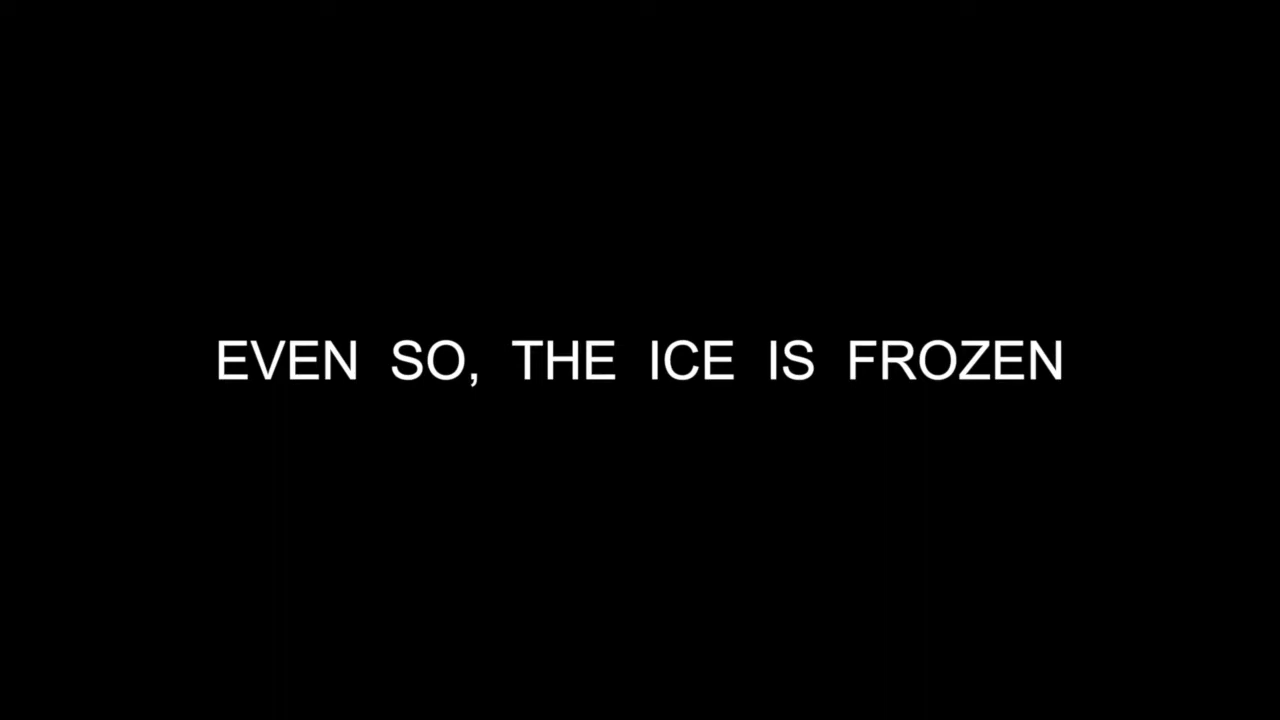 EVEN SO, THE ICE IS FROZEN